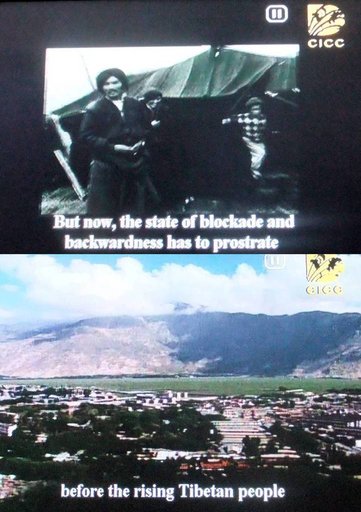 CICC
But now, the state of blockade and
backwardness has to prostrate
CICC
before the rising Tibetan people